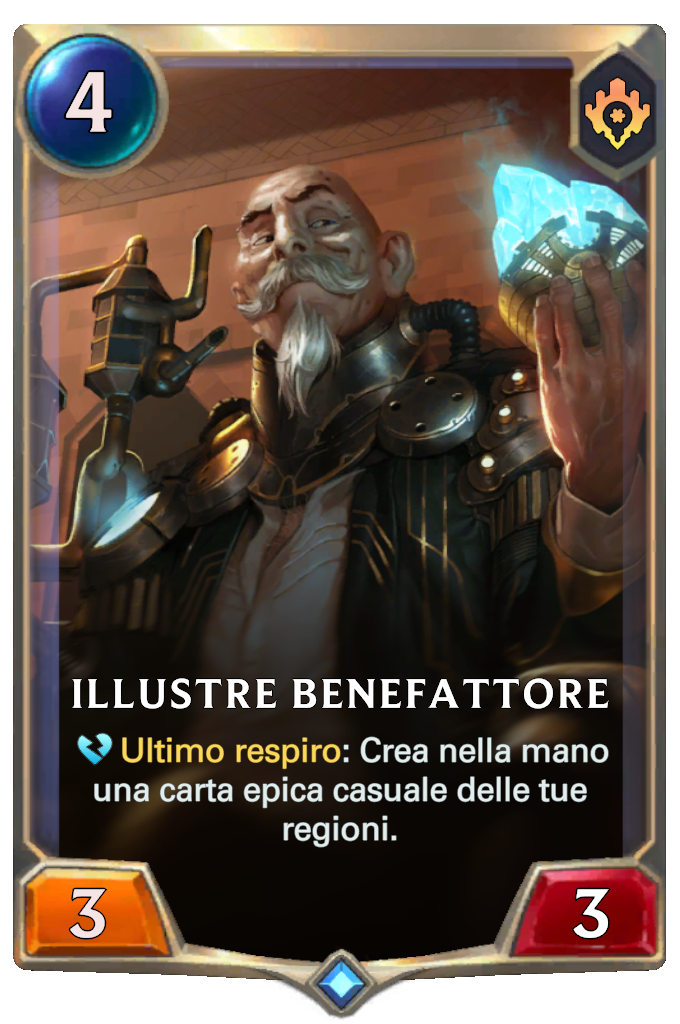 4
ILLUSTRE BENEFATTORE
Ultimo respiro: Crea nella mano
una carta epica casuale delle tue
regioni.
3
3